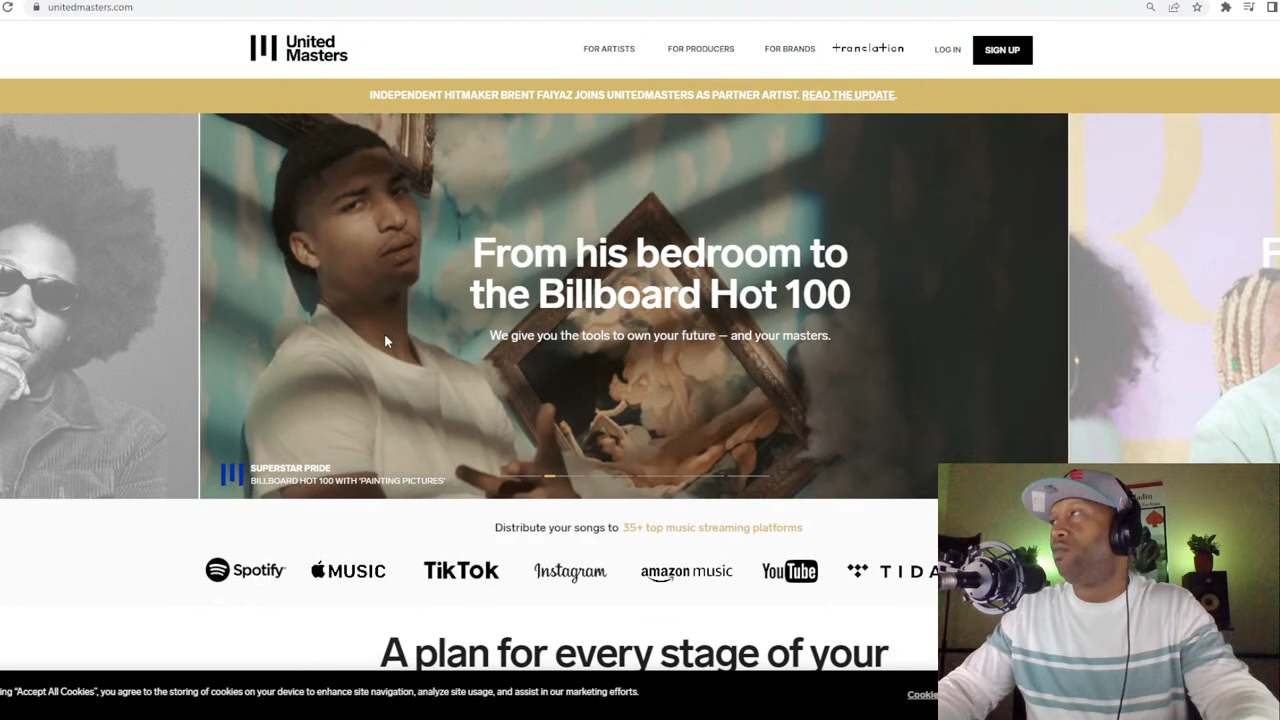 unitedmasters.com
United
Masters
FOR ARTISTS
FOR PRODUCERS
FOR BRANDS
translation
LOG IN
SIGN UP
INDEPENDENT HITMAKER BRENT FAIYAZ JOINS UNITEDMASTERS AS PARTNER ARTIST. READ THE UPDATE.
From his bedroom to
the Billboard Hot 100
We give you the tools to own your future – and your masters.
SUPERSTAR PRIDE
BILLBOARD HOT 100 WITH 'PAINTING PICTURES'
Distribute your songs to 35+ top music streaming platforms
Spotify
MUSIC
TikTok
Instagram
amazon music
YouTube
TIDA
A plan for every stage of your
ing “Accept All Cookies”, you agree to the storing of cookies on your device to enhance site navigation, analyze site usage, and assist in our marketing efforts.
Cookie